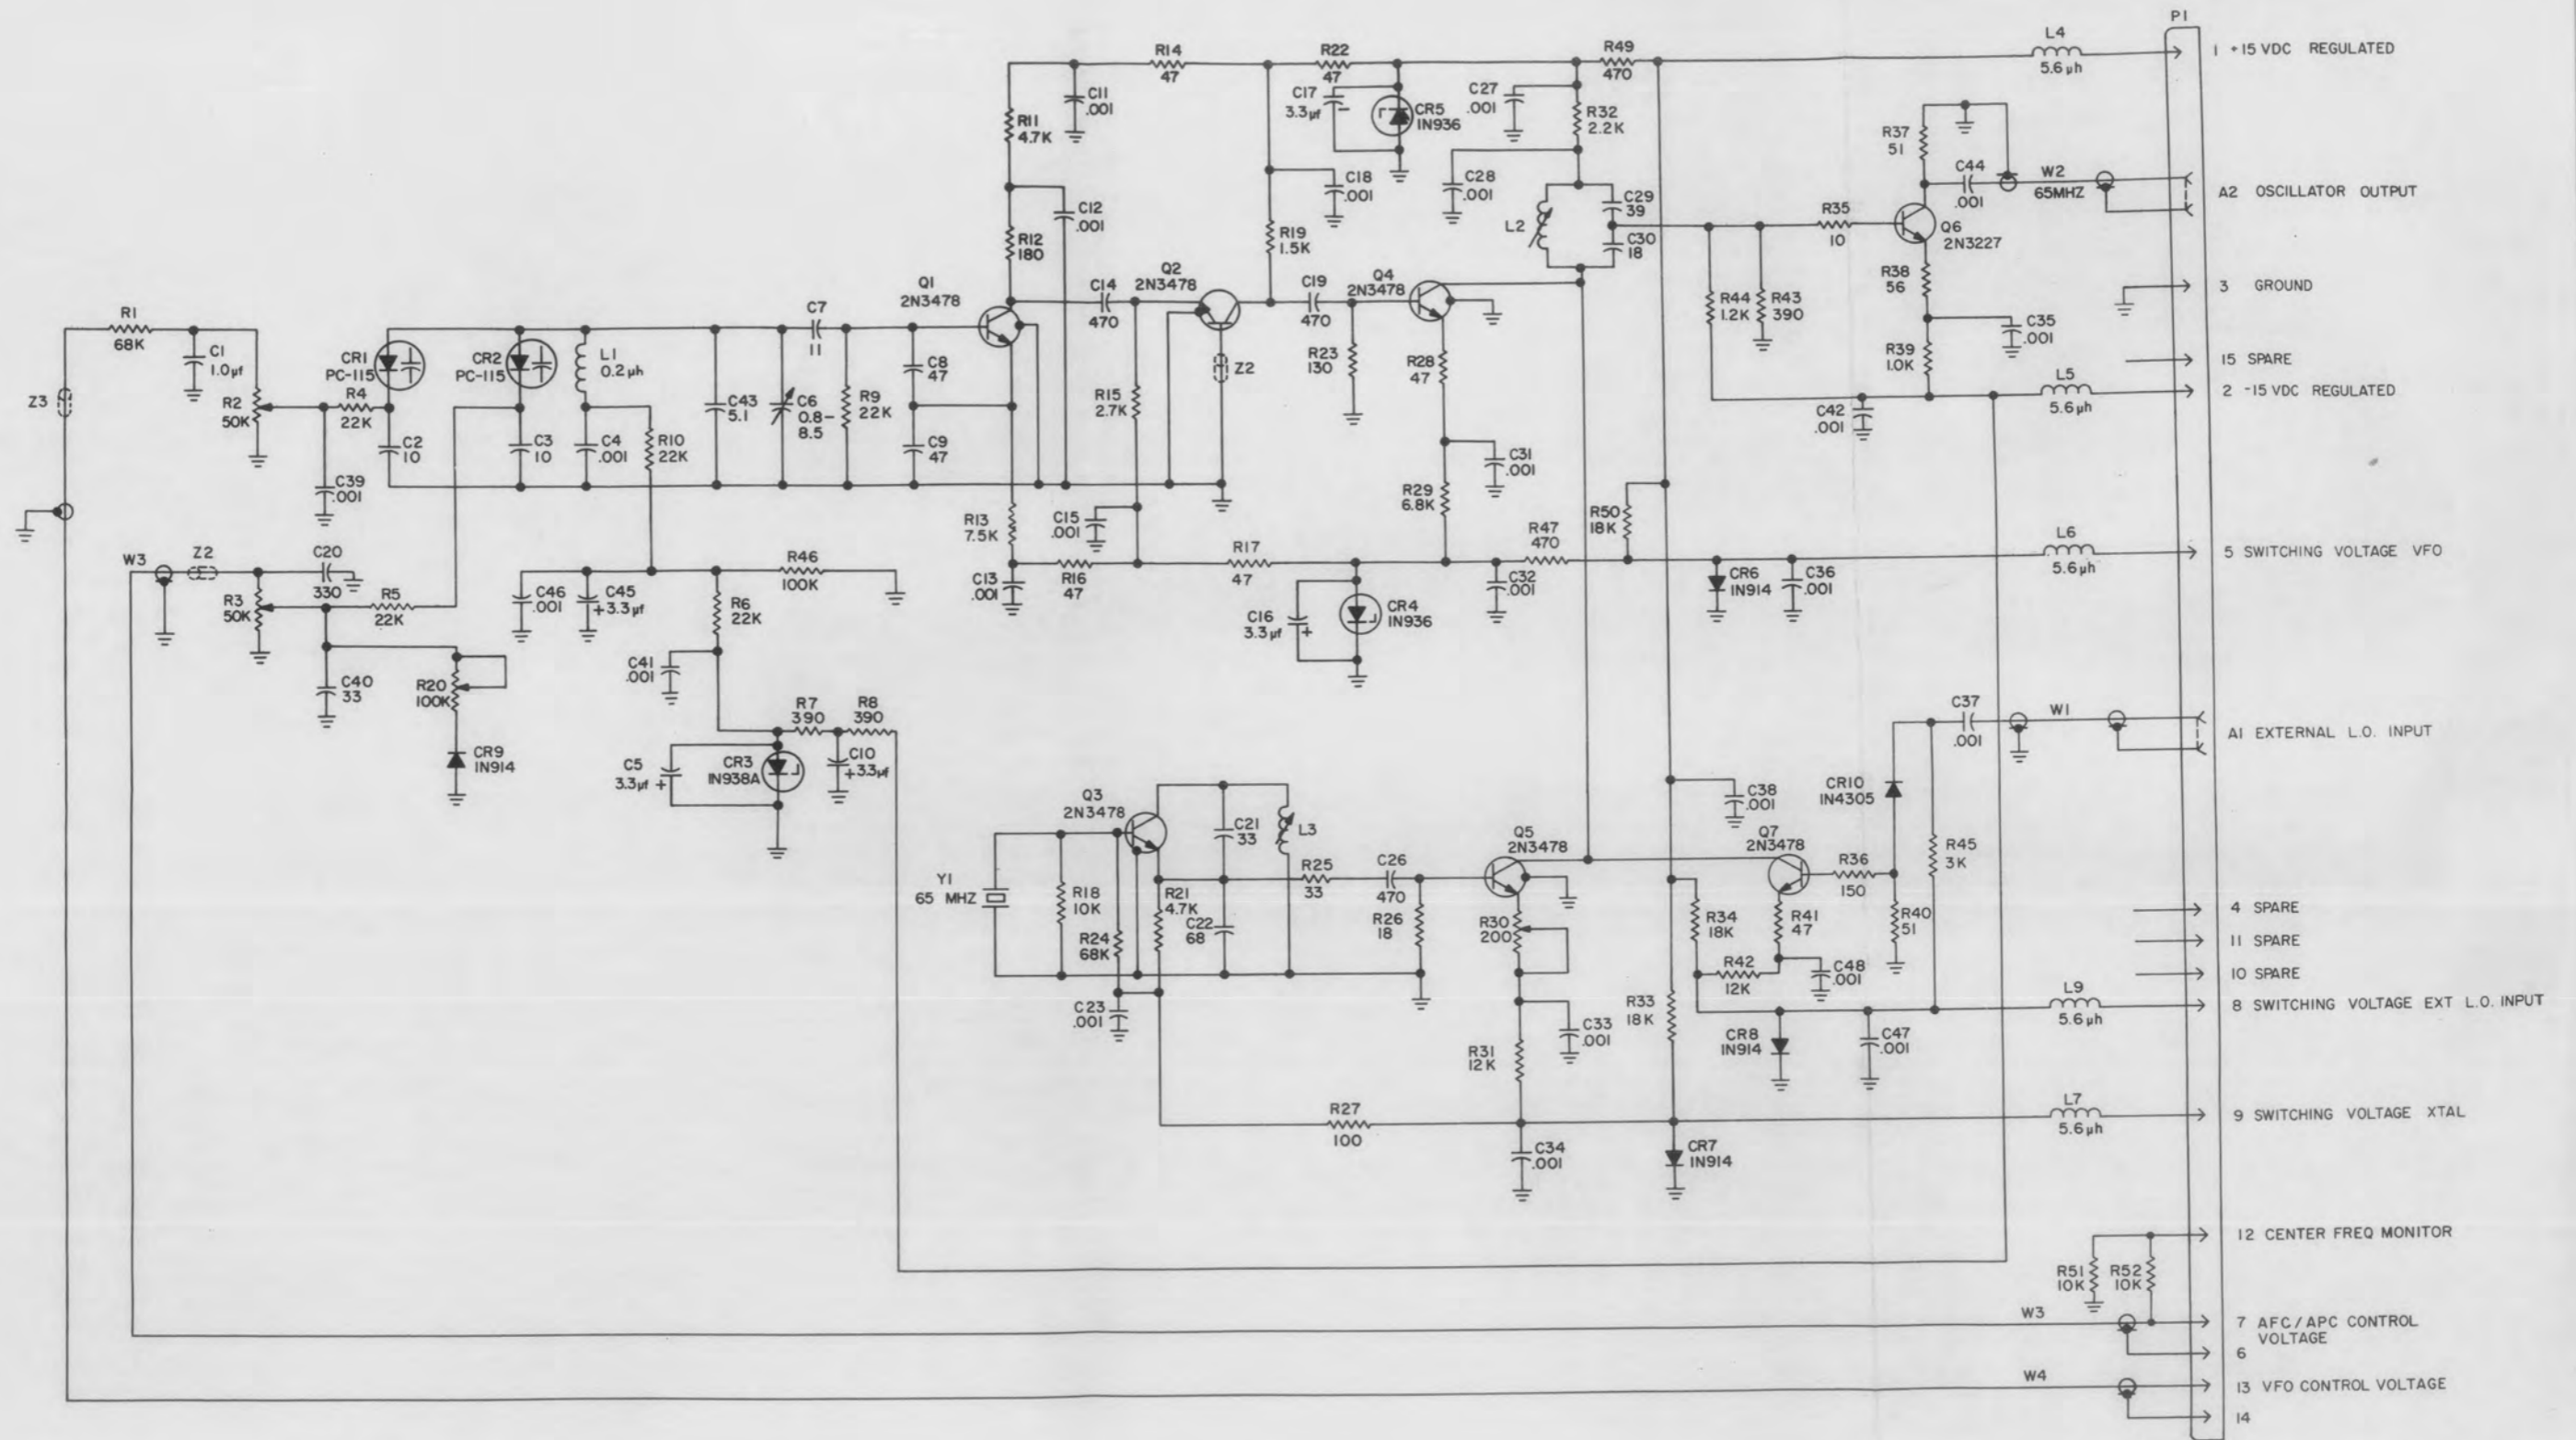 P1
L4
5.6 µh
1 +15 VDC REGULATED
R14
47
R22
47
R49
470
C11
.001
R11
4.7K
C17
3.3µf
CR5
IN936
C27
.001
R32
2.2K
R37
51
C44
.001
W2
65MHZ
A2 OSCILLATOR OUTPUT
C12
.001
R12
180
C18
.001
C28
.001
C29
39
L2
C30
18
R35
10
Q6
2N3227
R19
1.5K
Q1
2N3478
C14
470
Q2
2N3478
C19
470
Q4
2N3478
R38
56
3 GROUND
R44
1.2K
R43
390
C35
.001
R1
68K
C1
1.0µf
CR1
PC-115
CR2
PC-115
L1
0.2µh
C7
11
R39
1.0K
15 SPARE
Z3
R2
50K
R4
22K
C2
10
C3
10
C4
.001
R10
22K
C43
5.1
C6
0.8-
8.5
R9
22K
C8
47
C9
47
R15
2.7K
Z2
R23
130
R28
47
L5
5.6µh
2 -15 VDC REGULATED
C42
.001
C39
.001
C31
.001
R29
6.8K
R13
7.5K
C15
.001
R50
18K
R47
470
R17
47
L6
5.6µh
5 SWITCHING VOLTAGE VFO
W3
Z2
C20
330
R3
50K
R5
22K
C46
.001
C45
+3.3µf
R46
100K
R6
22K
C13
.001
R16
47
C16
3.3µf +
CR4
IN936
C32
.001
CR6
IN914
C36
.001
C40
33
R20
100K
C41
.001
R7
390
R8
390
C37
.001
W1
A1 EXTERNAL L.O. INPUT
CR9
IN914
C5
3.3µf +
CR3
IN938A
C10
+3.3µf
CR10
IN4305
C38
.001
Q3
2N3478
C21
33
L3
Q5
2N3478
Q7
2N3478
R36
150
R45
3K
Y1
65 MHZ
R18
10K
R21
4.7K
R25
33
C26
470
R24
68K
C22
68
R26
18
R30
200
R34
18K
R41
47
R40
51
4 SPARE
11 SPARE
10 SPARE
R42
12K
C48
.001
C23
.001
R33
18K
L9
5.6µh
8 SWITCHING VOLTAGE EXT L.O. INPUT
C33
.001
R31
12K
CR8
IN914
C47
.001
R27
100
L7
5.6µh
9 SWITCHING VOLTAGE XTAL
C34
.001
CR7
IN914
12 CENTER FREQ MONITOR
R51
10K
R52
10K
W3
7 AFC/APC CONTROL
VOLTAGE
6
W4
13 VFO CONTROL VOLTAGE
14